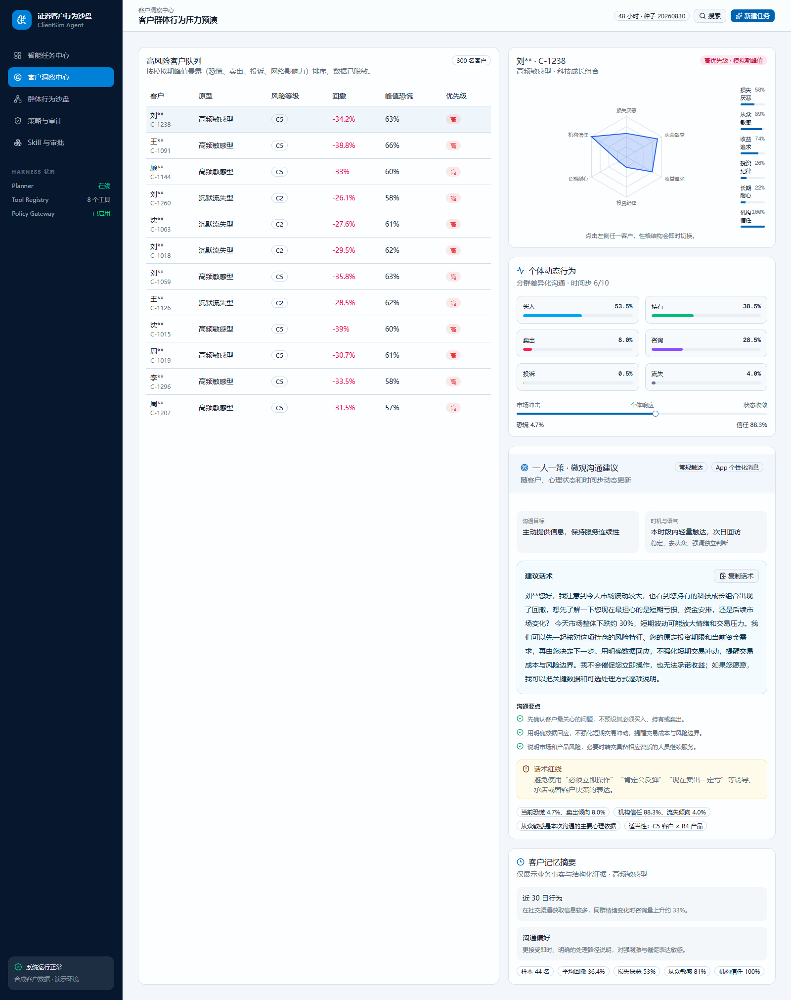 证券客户行为沙盘
ClientSim Agent
智能任务中心
客户洞察中心
群体行为沙盘
策略与审计
Skill 与审批
HARNESS 状态
Planner 在线
Tool Registry 8 个工具
Policy Gateway 已启用
系统运行正常
合成客户数据 · 演示环境
客户洞察中心
客户群体行为压力预演
48 小时 · 种子 20260830
搜索
新建任务
高风险客户队列
300 名客户
按模拟期峰值暴露（恐慌、卖出、投诉、网络影响力）排序，数据已脱敏。
客户 原型 风险等级 回撤 峰值恐慌 优先级
刘** C-1238 高频敏感型 C5 -34.2% 63% 高
王** C-1091 高频敏感型 C5 -38.8% 66% 高
顾** C-1144 高频敏感型 C5 -33% 60% 高
刘** C-1260 沉默流失型 C2 -26.1% 58% 高
沈** C-1063 沉默流失型 C2 -27.6% 61% 高
刘** C-1018 沉默流失型 C2 -29.5% 62% 高
刘** C-1059 高频敏感型 C5 -35.8% 63% 高
王** C-1126 沉默流失型 C2 -28.5% 62% 高
沈** C-1015 高频敏感型 C5 -39% 60% 高
周** C-1019 高频敏感型 C5 -30.7% 61% 高
李** C-1296 高频敏感型 C5 -33.5% 58% 高
周** C-1207 高频敏感型 C5 -31.5% 57% 高
刘** · C-1238
高优先级 · 模拟期峰值
高频敏感型 · 科技成长组合
损失厌恶
从众敏感
收益追求
投资纪律
长期耐心
机构信任
损失厌恶 58%
从众敏感 89%
收益追求 74%
投资纪律 26%
长期耐心 22%
机构信任 100%
点击左侧任一客户，性格结构会即时切换。
个体动态行为
分群差异化沟通 · 时间步 6/10
买入 53.5%
持有 38.5%
卖出 8.0%
咨询 28.5%
投诉 0.5%
流失 4.0%
市场冲击 个体响应 状态收敛
恐慌 4.7% 信任 88.3%
一人一策 · 微观沟通建议
常规触达
App 个性化消息
随客户、心理状态和时间步动态更新
沟通目标
主动提供信息，保持服务连续性
时机与语气
本时段内轻量触达，次日回访
稳定、去从众、强调独立判断
建议话术
复制话术
刘**您好，我注意到今天市场波动较大，也看到您持有的科技成长组合出现
了回撤，想先了解一下您现在最担心的是短期亏损、资金安排，还是后续市
场变化？ 今天市场整体下跌约 30%，短期波动可能放大情绪和交易压力。我
们可以先一起核对这项持仓的风险特征、您的原定投资期限和当前资金需
求，再由您决定下一步。用明确数据回应，不强化短期交易冲动，提醒交易
成本与风险边界。我不会催促您立即操作，也无法承诺收益；如果您愿意，
我可以把关键数据和可选处理方式逐项说明。
沟通要点
先确认客户最关心的问题，不预设其必须买入、持有或卖出。
用明确数据回应，不强化短期交易冲动，提醒交易成本与风险边界。
说明市场和产品风险，必要时转交具备相应资质的人员继续服务。
话术红线
避免使用“必须立即操作”“肯定会反弹”“现在卖出一定亏”等诱导、
承诺或替客户决策的表达。
当前恐慌 4.7%、卖出倾向 8.0%
机构信任 88.3%、流失倾向 4.0%
从众敏感是本次沟通的主要心理依据
适当性：C5 客户 × R4 产品
客户记忆摘要
仅展示业务事实与结构化证据 · 高频敏感型
近 30 日行为
在社交渠道获取信息较多，同群情绪变化时咨询量上升约 33%。
沟通偏好
更接受即时、明确的处理路径说明，对强刺激与催促表达敏感。
样本 44 名
平均回撤 36.4%
损失厌恶 53%
从众敏感 81%
机构信任 100%